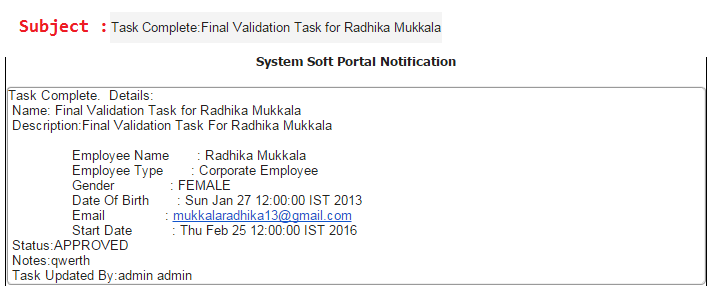 Subject : Task Complete:Final Validation Task for Radhika Mukkala
System Soft Portal Notification
Task Complete. Details:
Name: Final Validation Task for Radhika Mukkala
Description:Final Validation Task For Radhika Mukkala
Employee Name : Radhika Mukkala
Employee Type : Corporate Employee
Gender : FEMALE
Date Of Birth : Sun Jan 27 12:00:00 IST 2013
Email : mukkalaradhika13@gmail.com
Start Date : Thu Feb 25 12:00:00 IST 2016
Status:APPROVED
Notes:qwerth
Task Updated By:admin admin